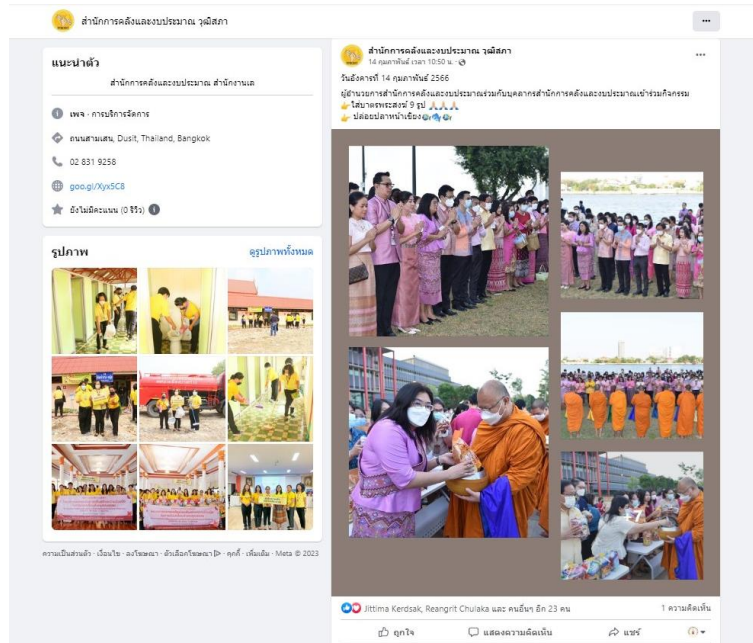 สำนักการคลังและงบประมาณ วุฒิสภา
แนะนำตัว
สำนักการคลังและงบประมาณ สำนักงานเล
เพจ · การบริการจัดการ
ถนนสามเสน, Dusit, Thailand, Bangkok
02 831 9258
goo.gl/Xyx5C8
ยังไม่มีคะแนน (0 รีวิว)
รูปภาพ
ดูรูปภาพทั้งหมด
ความเป็นส่วนตัว · เงื่อนไข · ลงโฆษณา · ตัวเลือกโฆษณา · คุกกี้ · เพิ่มเติม · Meta © 2023
สำนักการคลังและงบประมาณ วุฒิสภา
14 กุมภาพันธ์ เวลา 10:50 น. ·
วันอังคารที่ 14 กุมภาพันธ์ 2566
ผู้อำนวยการสำนักการคลังและงบประมาณร่วมกับบุคลากรสำนักการคลังและงบประมาณเข้าร่วมกิจกรรม
👉ใส่บาตรพระสงฆ์ 9 รูป 🙏🙏🙏
👉 ปล่อยปลาหน้าเขียง
Jittima Kerdsak, Reangrit Chulaka และ คนอื่นๆ อีก 23 คน
1 ความคิดเห็น
ถูกใจ
แสดงความคิดเห็น
แชร์